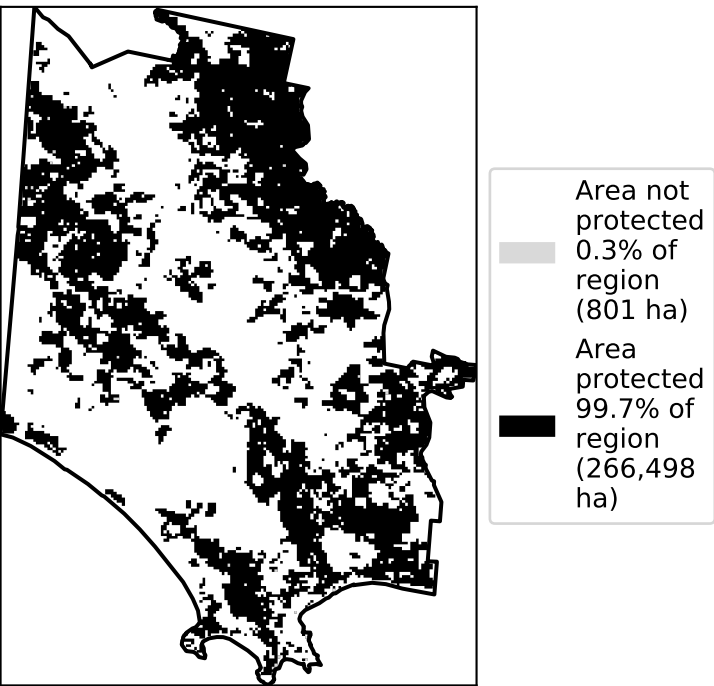 Area not
protected
0.3% of
region
(801 ha)
Area
protected
99.7% of
region
(266,498
ha)